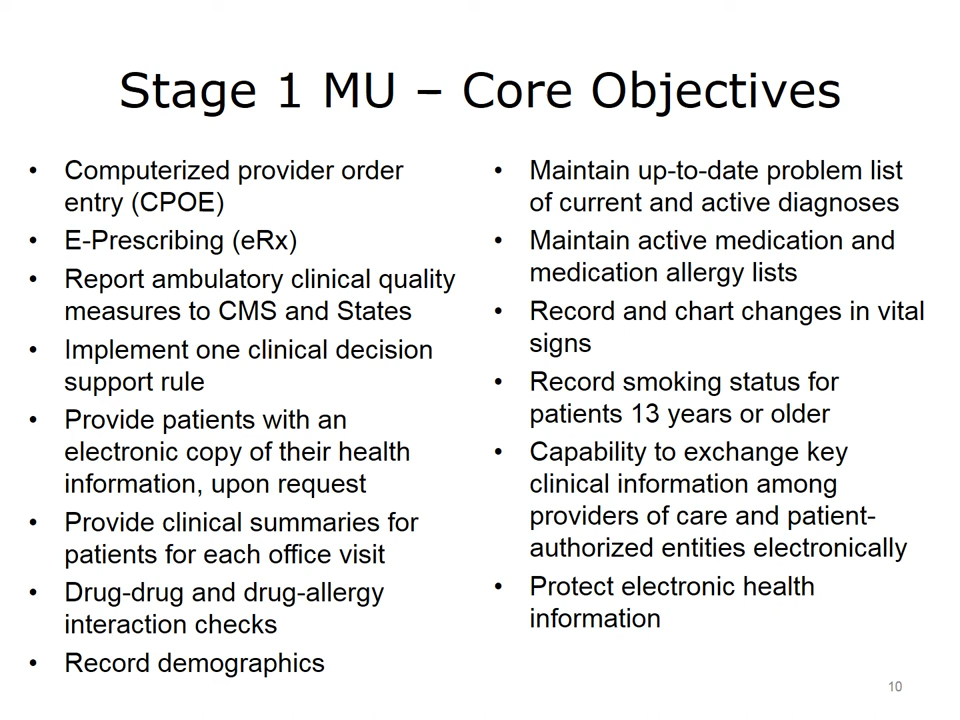 Stage 1 MU – Core Objectives
• Computerized provider order
entry (CPOE)
• E-Prescribing (eRx)
• Report ambulatory clinical quality
measures to CMS and States
• Implement one clinical decision
support rule
• Provide patients with an
electronic copy of their health
information, upon request
• Provide clinical summaries for
patients for each office visit
• Drug-drug and drug-allergy
interaction checks
• Record demographics
• Maintain up-to-date problem list
of current and active diagnoses
• Maintain active medication and
medication allergy lists
• Record and chart changes in vital
signs
• Record smoking status for
patients 13 years or older
• Capability to exchange key
clinical information among
providers of care and patient-
authorized entities electronically
• Protect electronic health
information
10